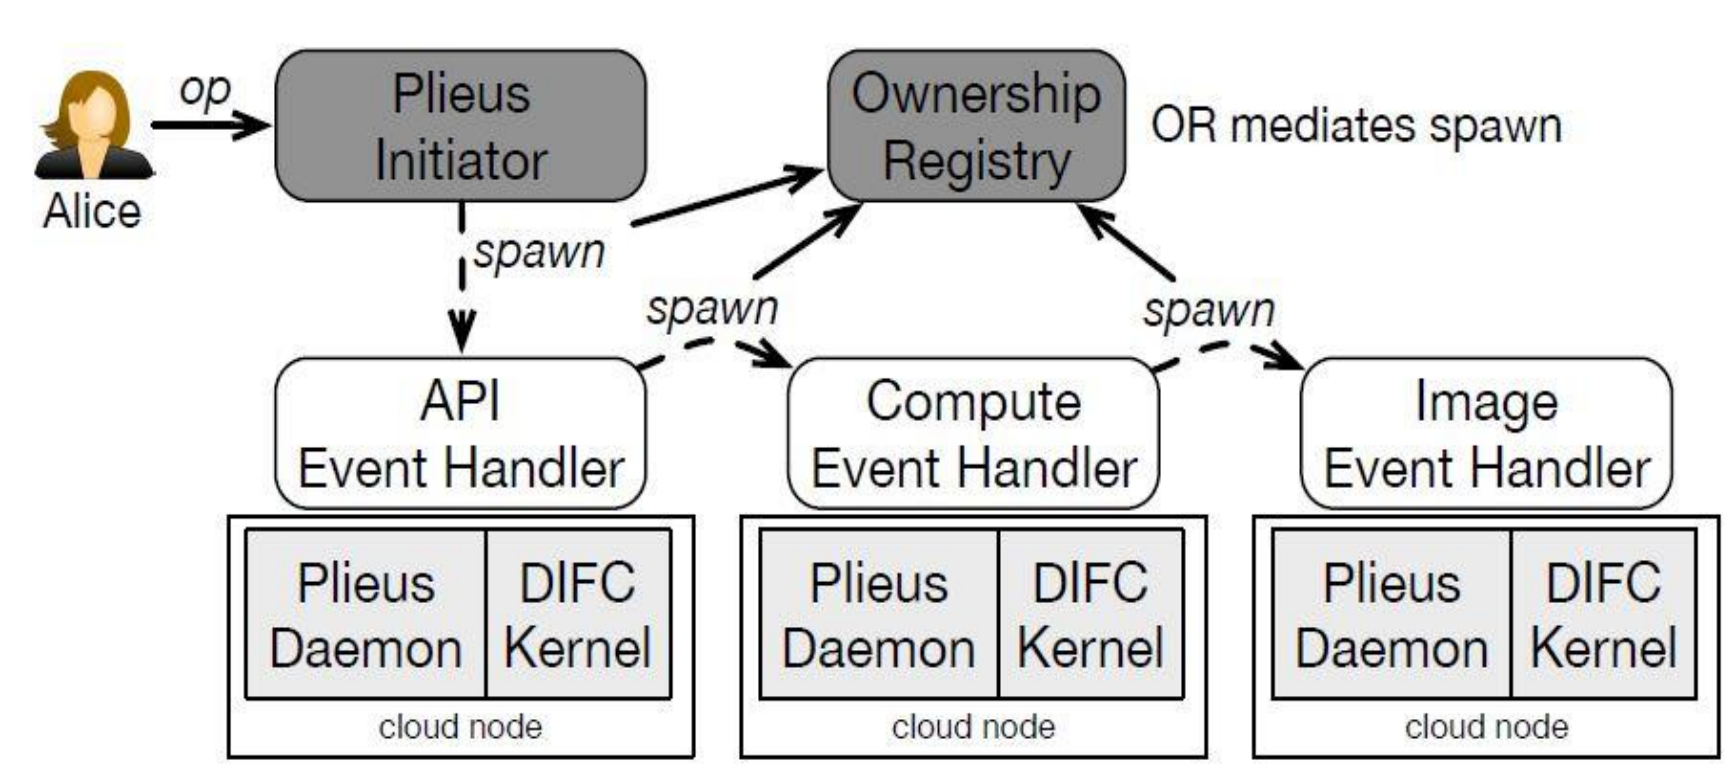 op
Plieus
Initiator
Ownership
Registry
OR mediates spawn
Alice
spawn
spawn
spawn
API
Event Handler
Compute
Event Handler
Image
Event Handler
Plieus
Daemon
DIFC
Kernel
Plieus
Daemon
DIFC
Kernel
Plieus
Daemon
DIFC
Kernel
cloud node
cloud node
cloud node